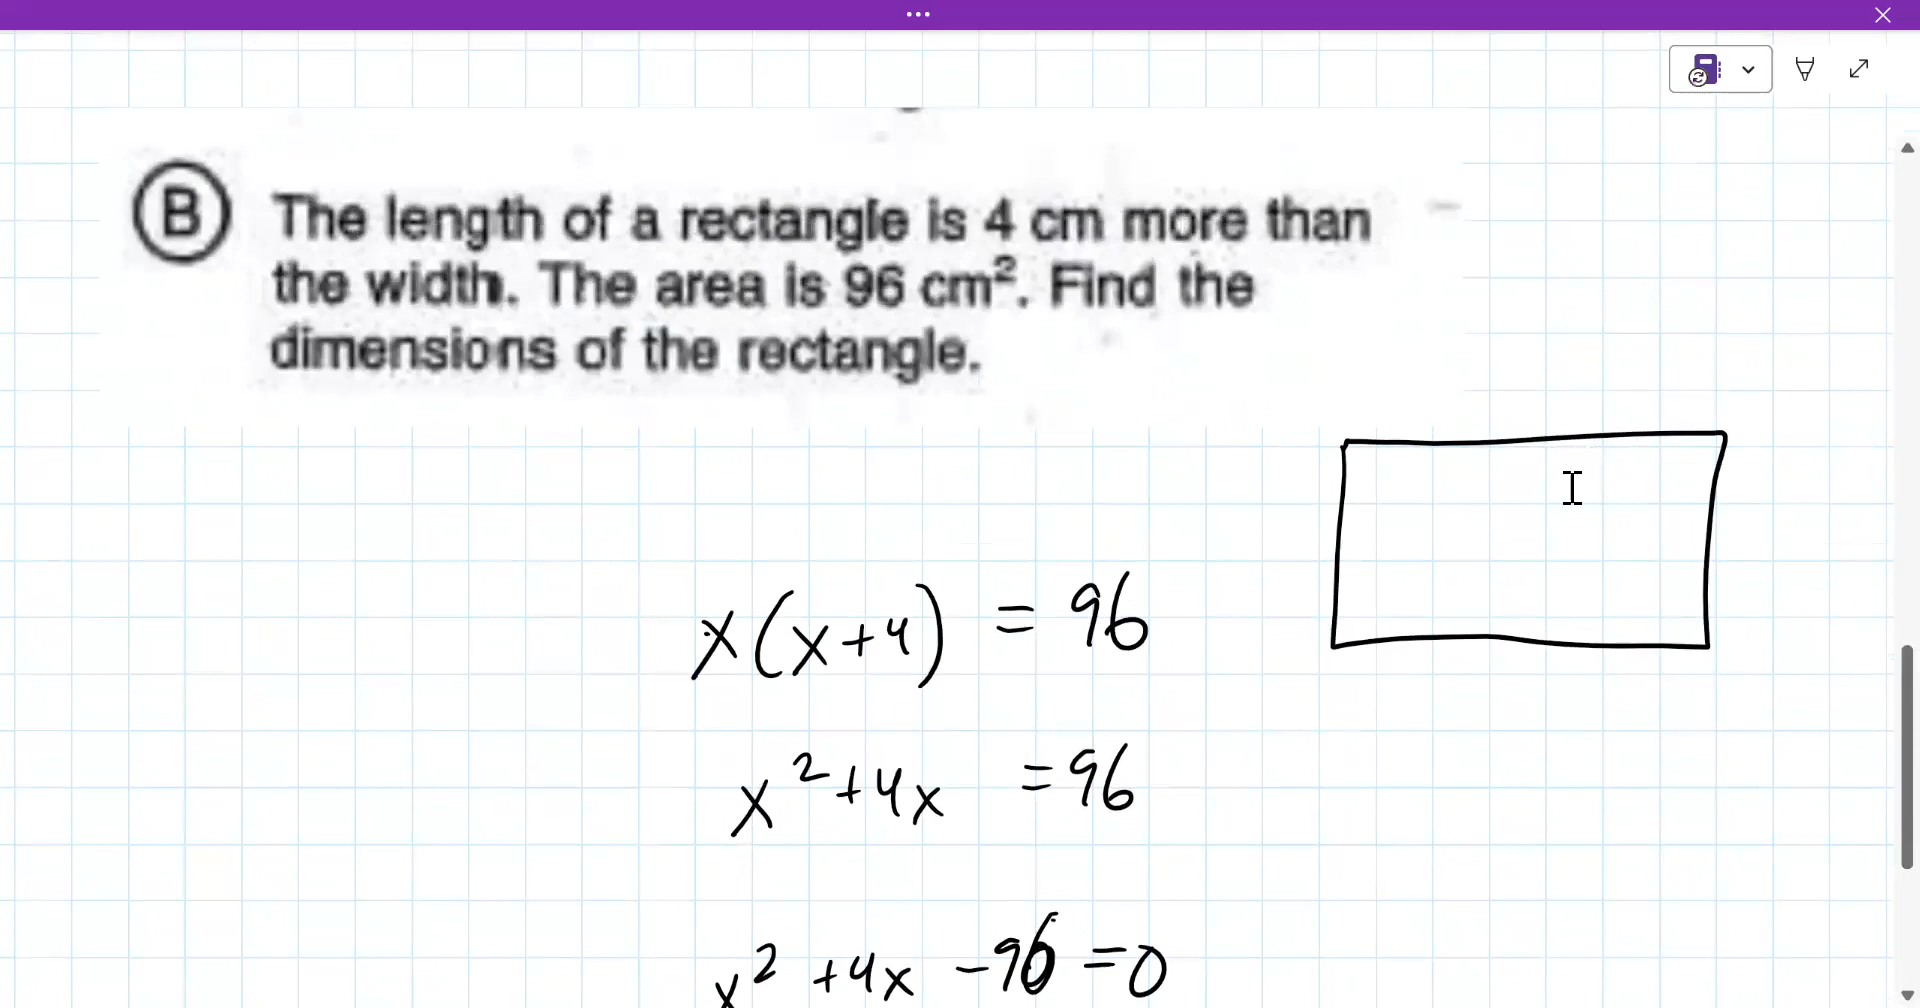 B The length of a rectangle is 4 cm more than
the width. The area is 96 cm². Find the
dimensions of the rectangle.
x(x+4) = 96
x²+4x = 96
x² +4x -96 = 0